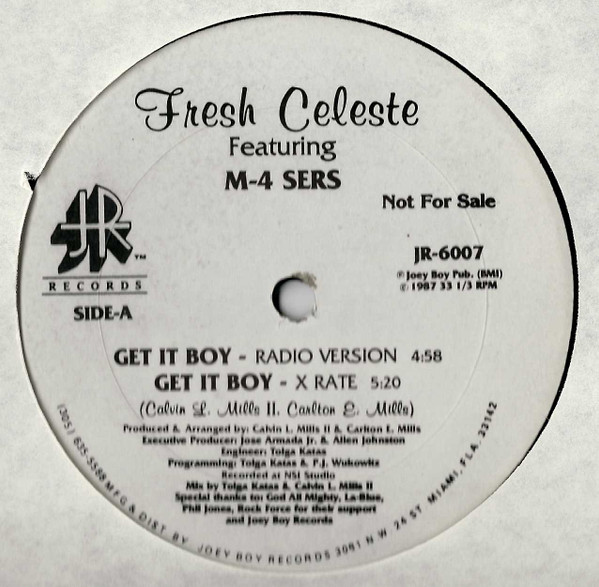 Fresh Celeste
Featuring
M-4 SERS
Not For Sale
JR
TM
RECORDS
SIDE-A
JR-6007
℗ Joey Boy Pub. (BMI)
© 1987 33 1/3 RPM
GET IT BOY - RADIO VERSION 4:58
GET IT BOY - X RATE 5:20
(Calvin L. Mills II. Carlton E. Mills)
Produced & Arranged by: Calvin L. Mills II & Carlton E. Mills
Executive Producer: Jose Armada Jr. & Allen Johnston
Engineer: Tolga Katas
Programming: Tolga Katas & P.J. Wukowitz
Recorded at NSI Studio
Mix by Tolga Katas & Calvin L. Mills II
Special thanks to: God All Mighty, La-Blue,
Phil Jones, Rock Force for their support
and Joey Boy Records
(305) 635-5588 MFG & DIST BY JOEY BOY RECORDS 3081 N.W. 24 ST MIAMI, FLA. 33142